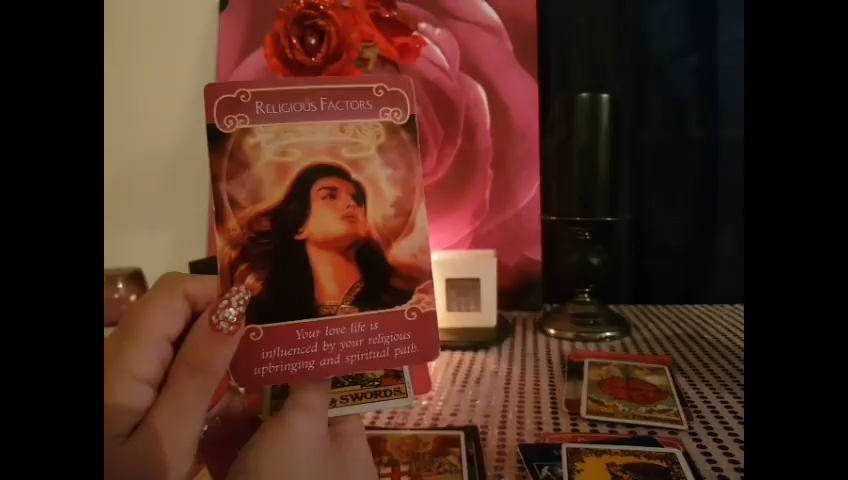 Religious Factors
Your love life is
influenced by your religious
upbringing and spiritual path.
SWORDS.